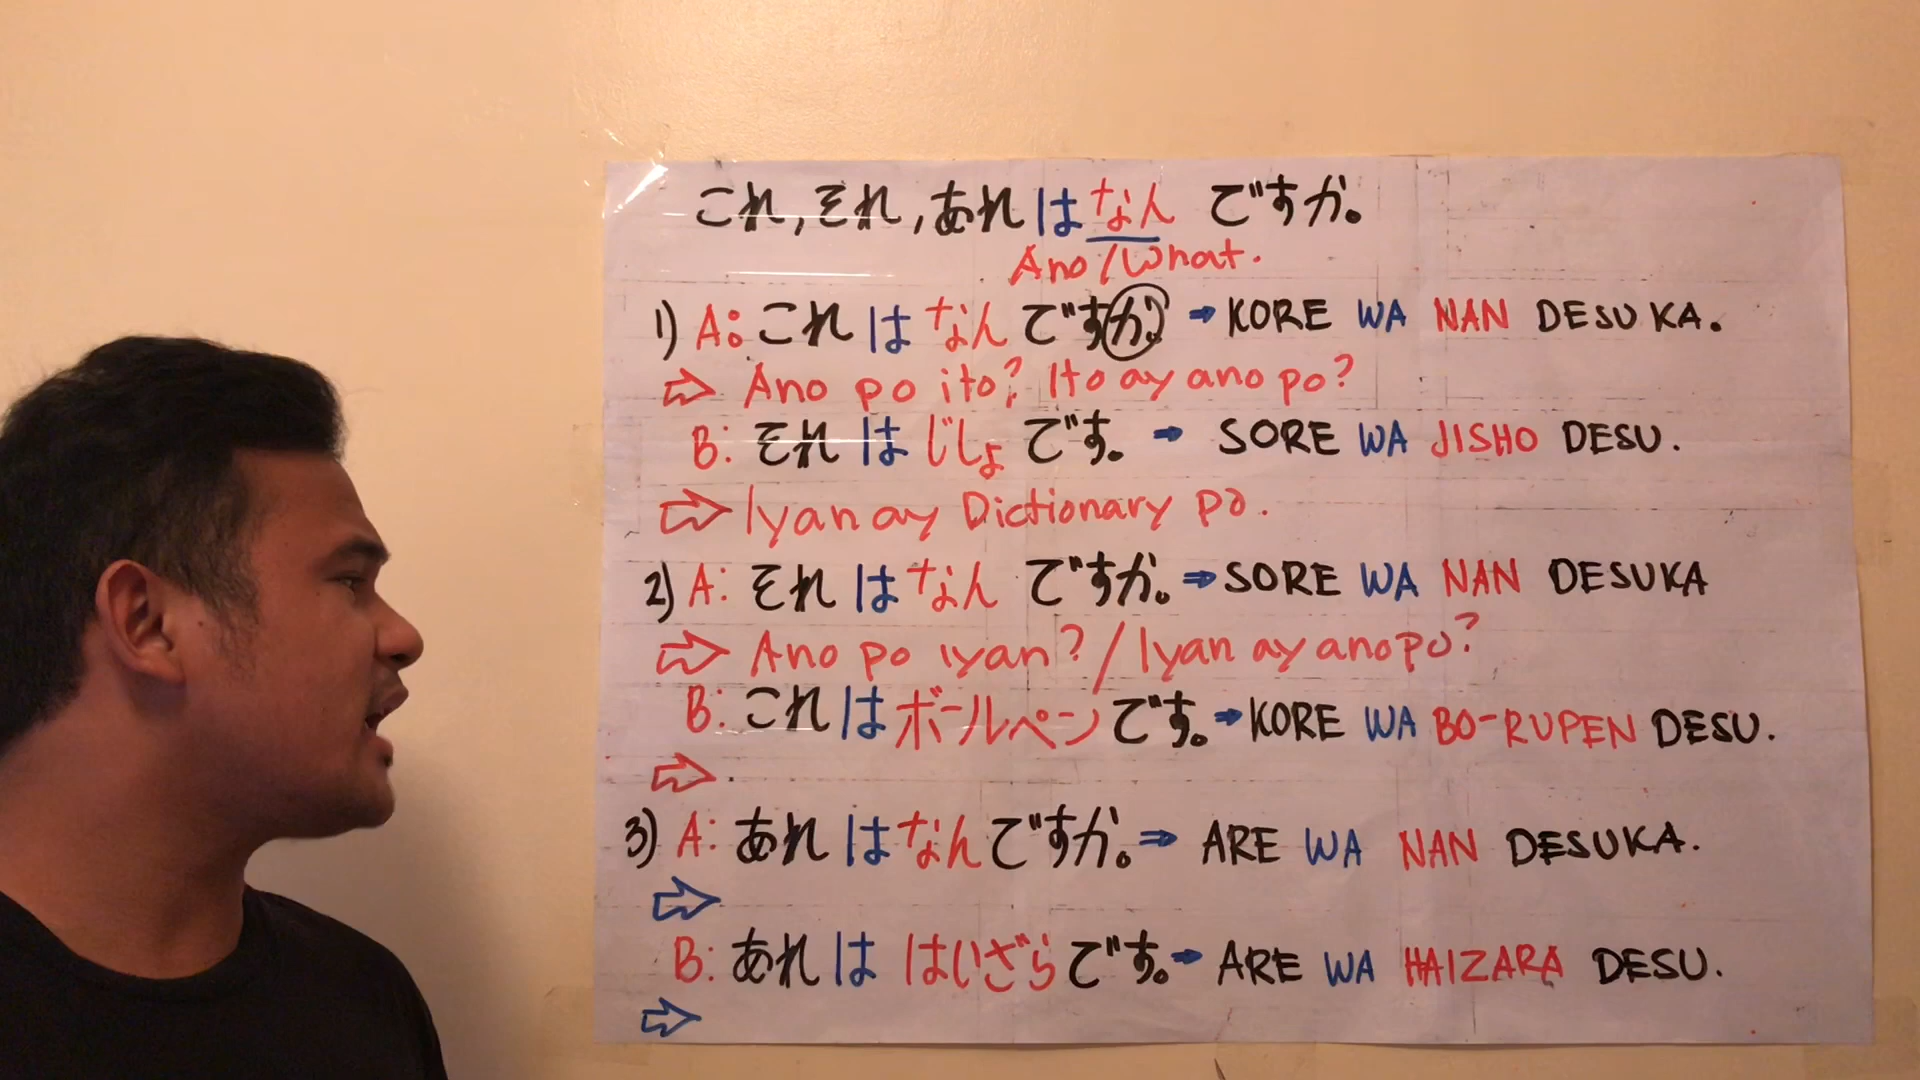 これ,それ,あれはなん ですか。
Ano/What.
1) A: これ は なん ですか。 → KORE WA NAN DESUKA.
⇨ Ano po ito? Ito ay ano po?
B: それ は じしょ です。 → SORE WA JISHO DESU.
⇨ Iyan ay Dictionary po.
2) A: それ は なん ですか。 ⇒ SORE WA NAN DESUKA
⇨ Ano po iyan? / Iyan ay ano po?
B: これ は ボールペン です。 → KORE WA BO-RUPEN DESU.
⇨
3) A: あれ は なん ですか。 ⇒ ARE WA NAN DESUKA.
⇨
B: あれ は はいざら です。 → ARE WA HAIZARA DESU.
⇨